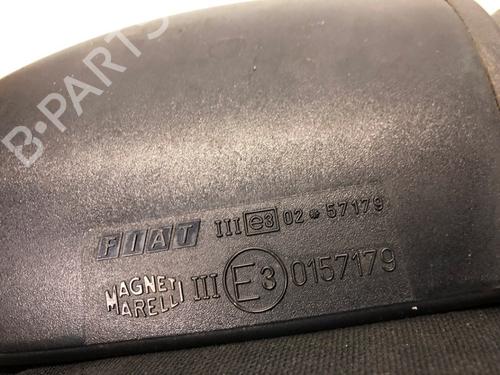 B-PARTS
FIAT III e3 02*57179
MAGNETI MARELLI III E3 0157179